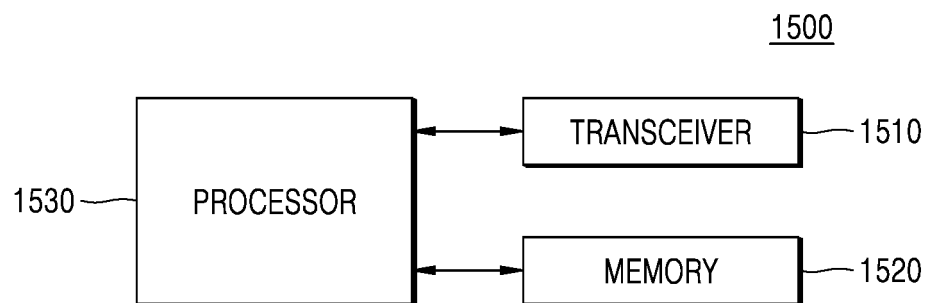 1500
TRANSCEIVER
1510
1530
PROCESSOR
MEMORY
1520